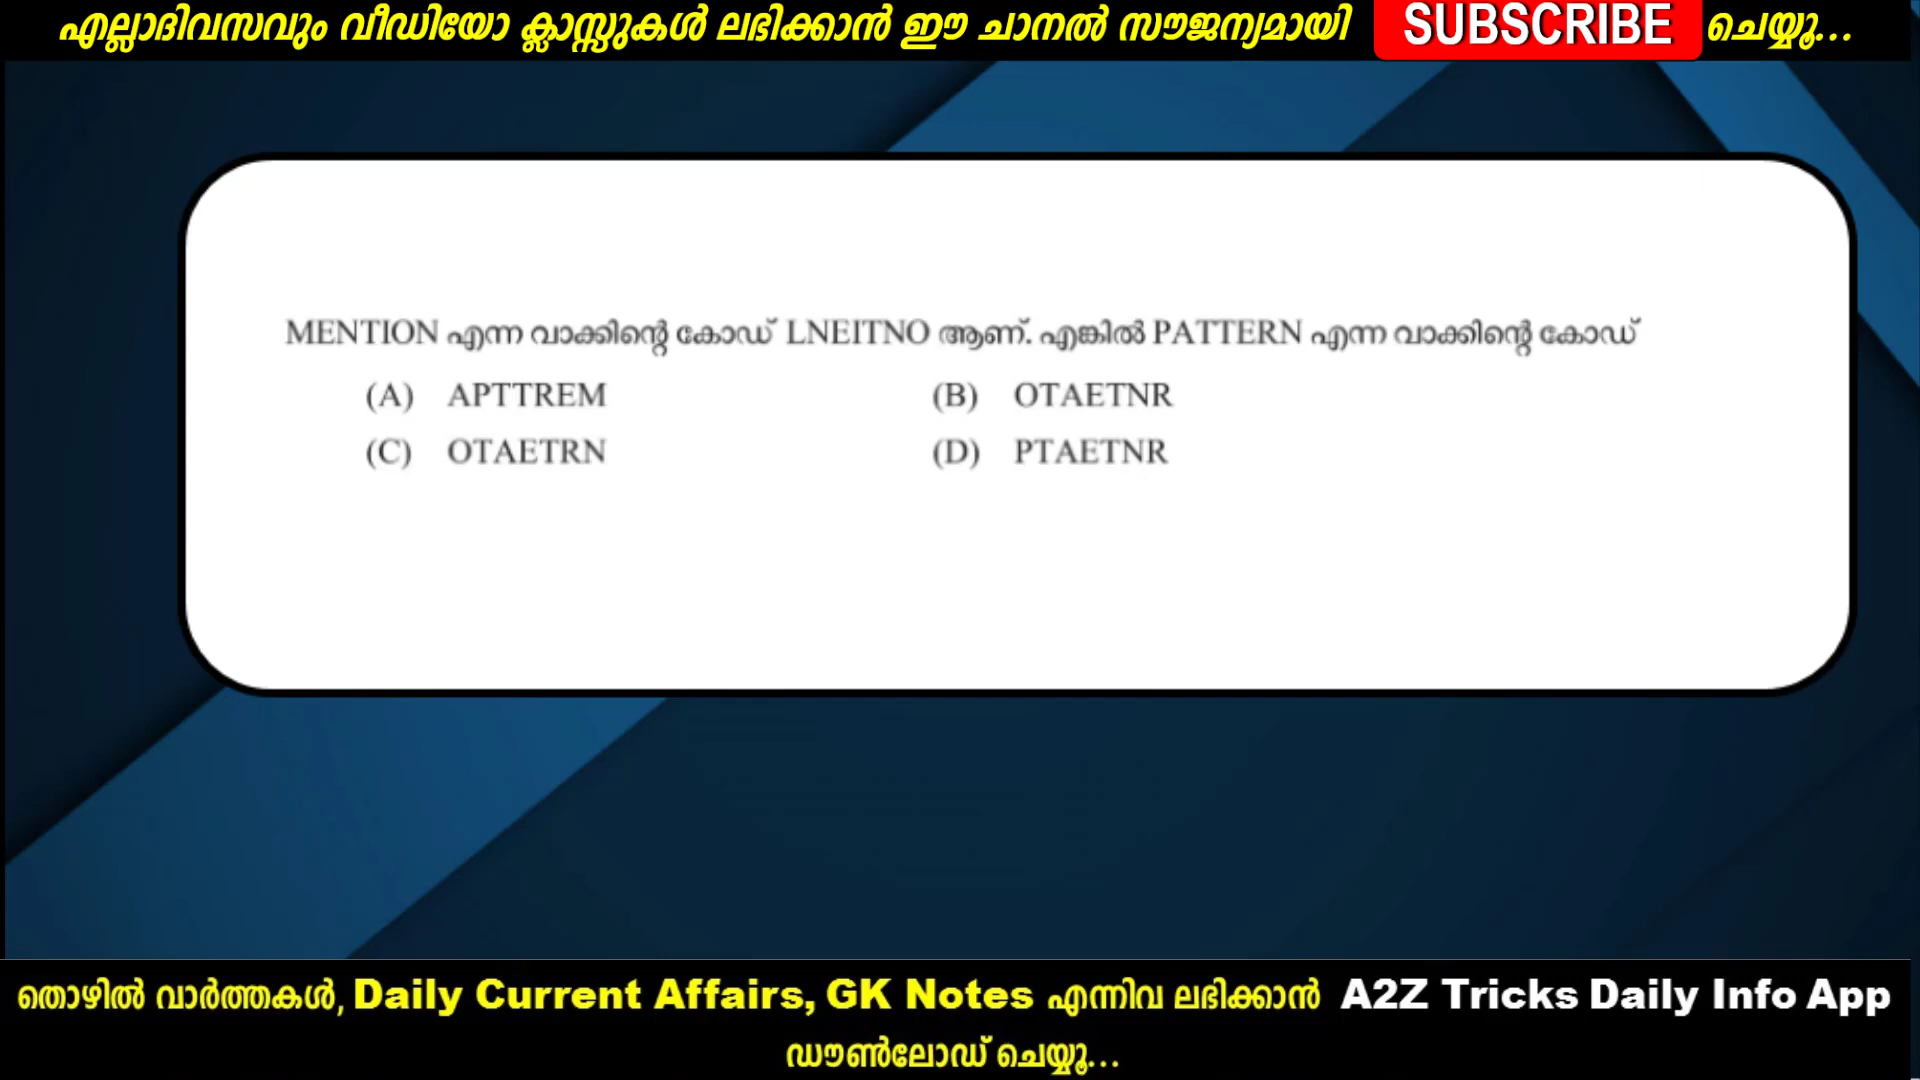 എല്ലാദിവസവും വീഡിയോ ക്ലാസ്സുകൾ ലഭിക്കാൻ ഈ ചാനൽ സൗജന്യമായി SUBSCRIBE ചെയ്യൂ...
MENTION എന്ന വാക്കിന്റെ കോഡ് LNEITNO ആണ്. എങ്കിൽ PATTERN എന്ന വാക്കിന്റെ കോഡ്
(A) APTTREM (B) OTAETNR
(C) OTAETRN (D) PTAETNR
തൊഴിൽ വാർത്തകൾ, Daily Current Affairs, GK Notes എന്നിവ ലഭിക്കാൻ A2Z Tricks Daily Info App
ഡൗൺലോഡ് ചെയ്യൂ...